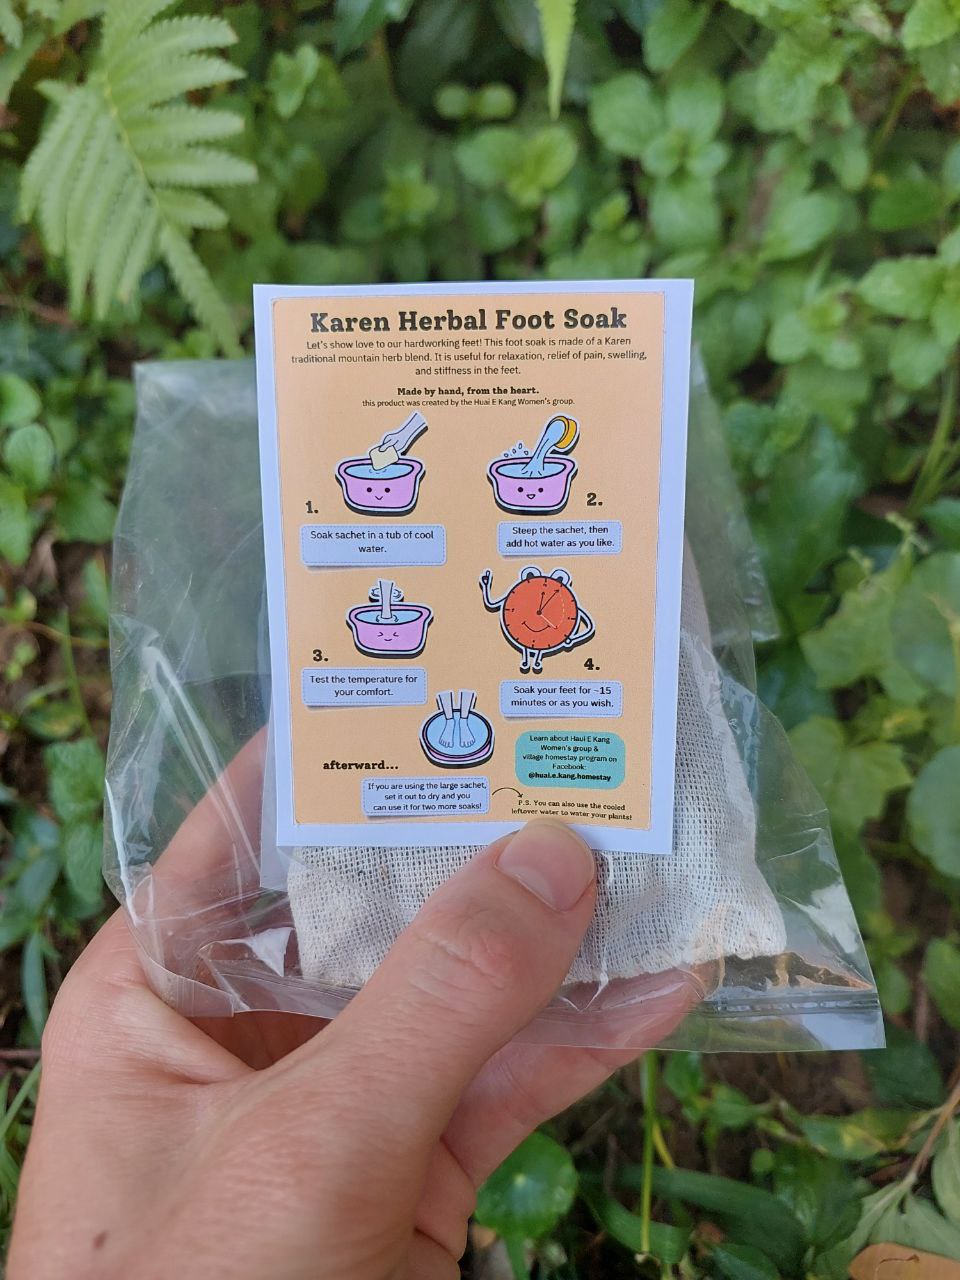 Karen Herbal Foot Soak
Let's show love to our hardworking feet! This foot soak is made of a Karen
traditional mountain herb blend. It is useful for relaxation, relief of pain, swelling,
and stiffness in the feet.
Made by hand, from the heart.
this product was created by the Huai E Kang Women's group.
1.
Soak sachet in a tub of cool
water.
2.
Steep the sachet, then
add hot water as you like.
3.
Test the temperature for
your comfort.
4.
Soak your feet for ~15
minutes or as you wish.
afterward...
If you are using the large sachet,
set it out to dry and you
can use it for two more soaks!
Learn about Haui E Kang
Women's group &
village homestay program on
Facebook:
@huai.e.kang.homestay
P.S. You can also use the cooled
leftover water to water your plants!